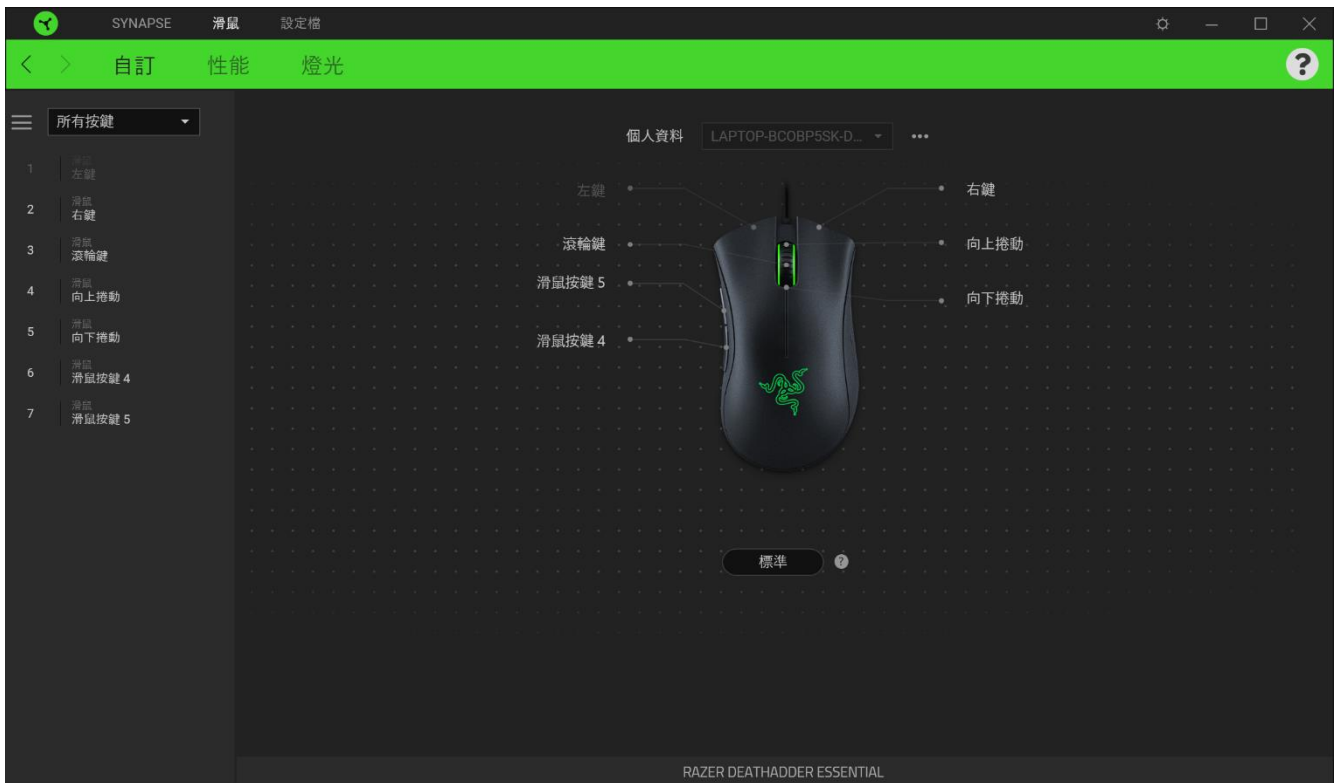 SYNAPSE 滑鼠 設定檔
自訂 性能 燈光 ?
所有按鍵
個人資料 LAPTOP-BCOBP5SK-D... •••
1 滑鼠
左鍵
2 滑鼠
右鍵
3 滑鼠
滾輪鍵
4 滑鼠
向上捲動
5 滑鼠
向下捲動
6 滑鼠
滑鼠按鍵 4
7 滑鼠
滑鼠按鍵 5
左鍵
滾輪鍵
滑鼠按鍵 5
滑鼠按鍵 4
右鍵
向上捲動
向下捲動
標準 ?
RAZER DEATHADDER ESSENTIAL